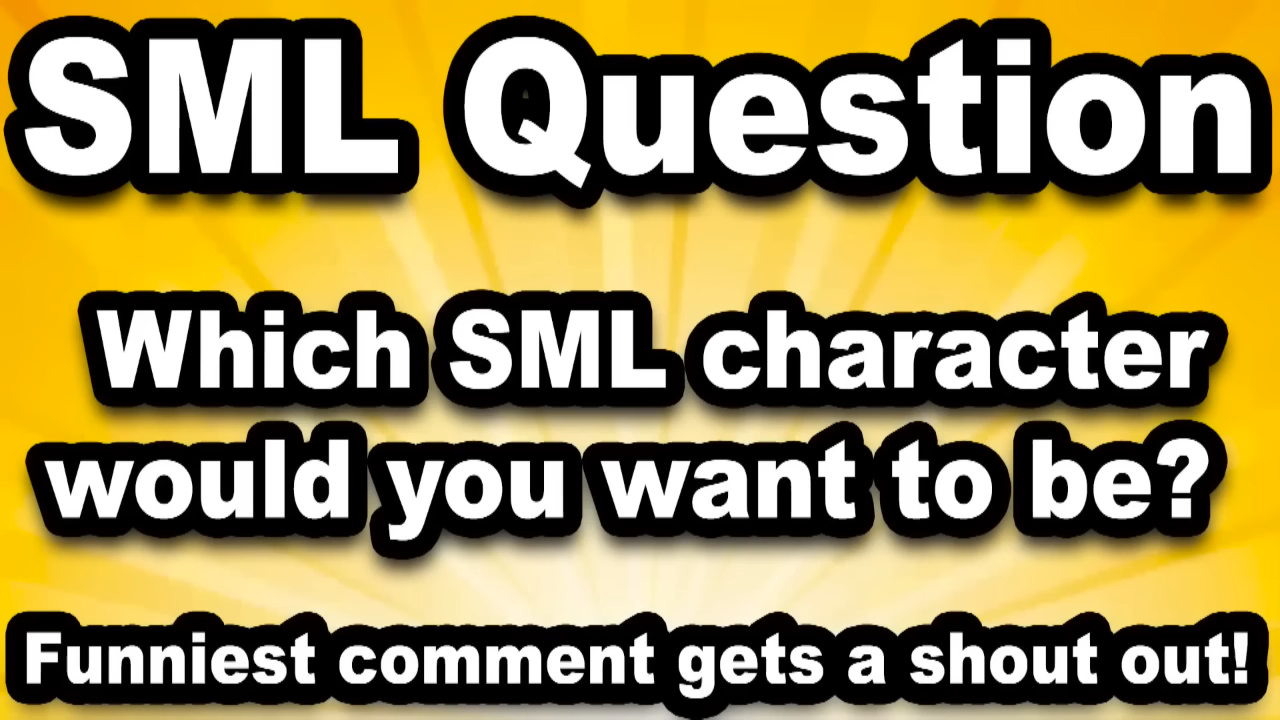 SML Question
Which SML character
would you want to be?
Funniest comment gets a shout out!